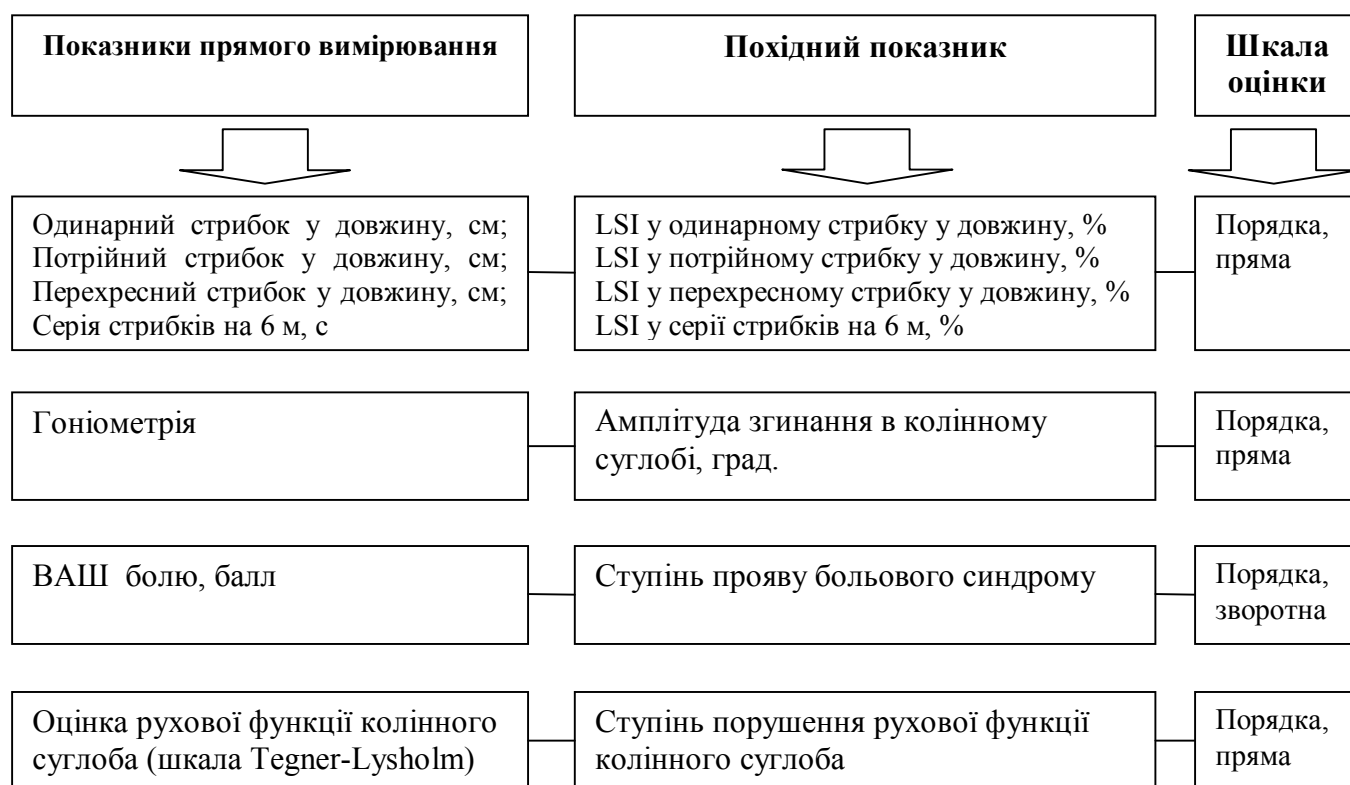 Показники прямого вимірювання
Похідний показник
Шкала
оцінки
Одинарний стрибок у довжину, см;
Потрійний стрибок у довжину, см;
Перехресний стрибок у довжину, см;
Серія стрибків на 6 м, с
LSI у одинарному стрибку у довжину, %
LSI у потрійному стрибку у довжину, %
LSI у перехресному стрибку у довжину, %
LSI у серії стрибків на 6 м, %
Порядка,
пряма
Гоніометрія
Амплітуда згинання в колінному
суглобі, град.
Порядка,
пряма
ВАШ болю, балл
Ступінь прояву больового синдрому
Порядка,
зворотна
Оцінка рухової функції колінного
суглоба (шкала Tegner-Lysholm)
Ступінь порушення рухової функції
колінного суглоба
Порядка,
пряма